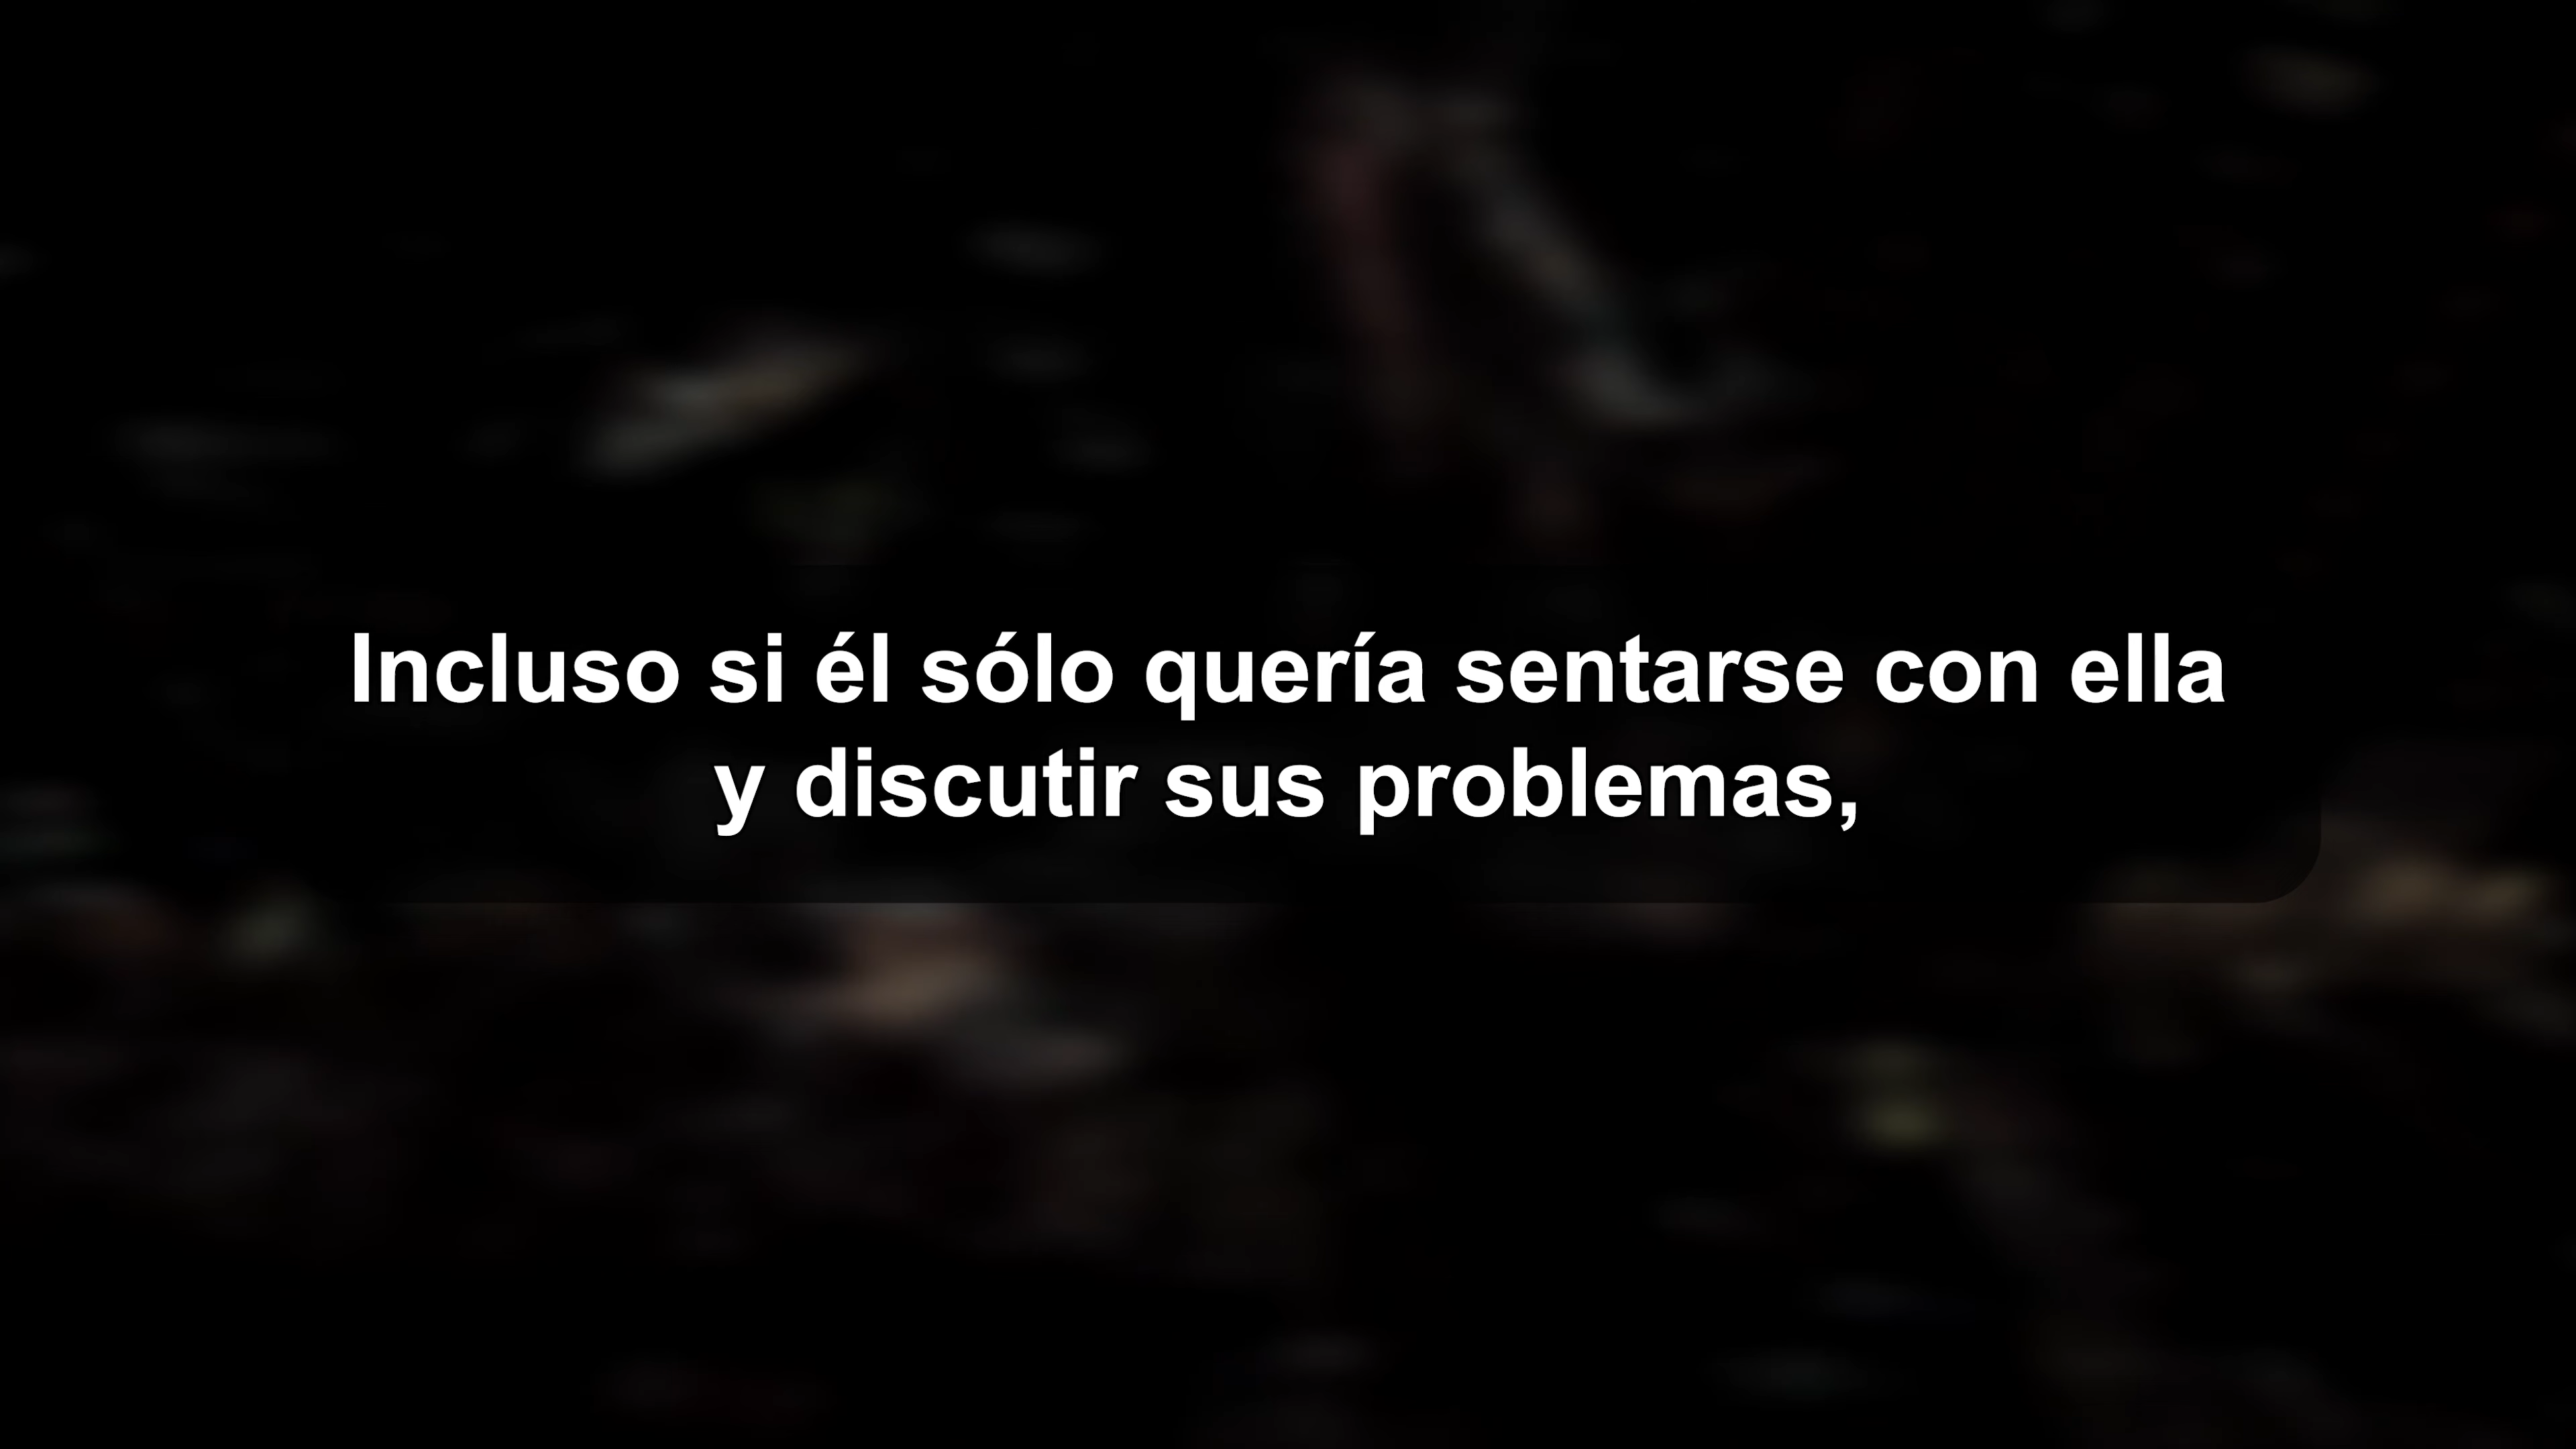 Incluso si él sólo quería sentarse con ella
y discutir sus problemas,